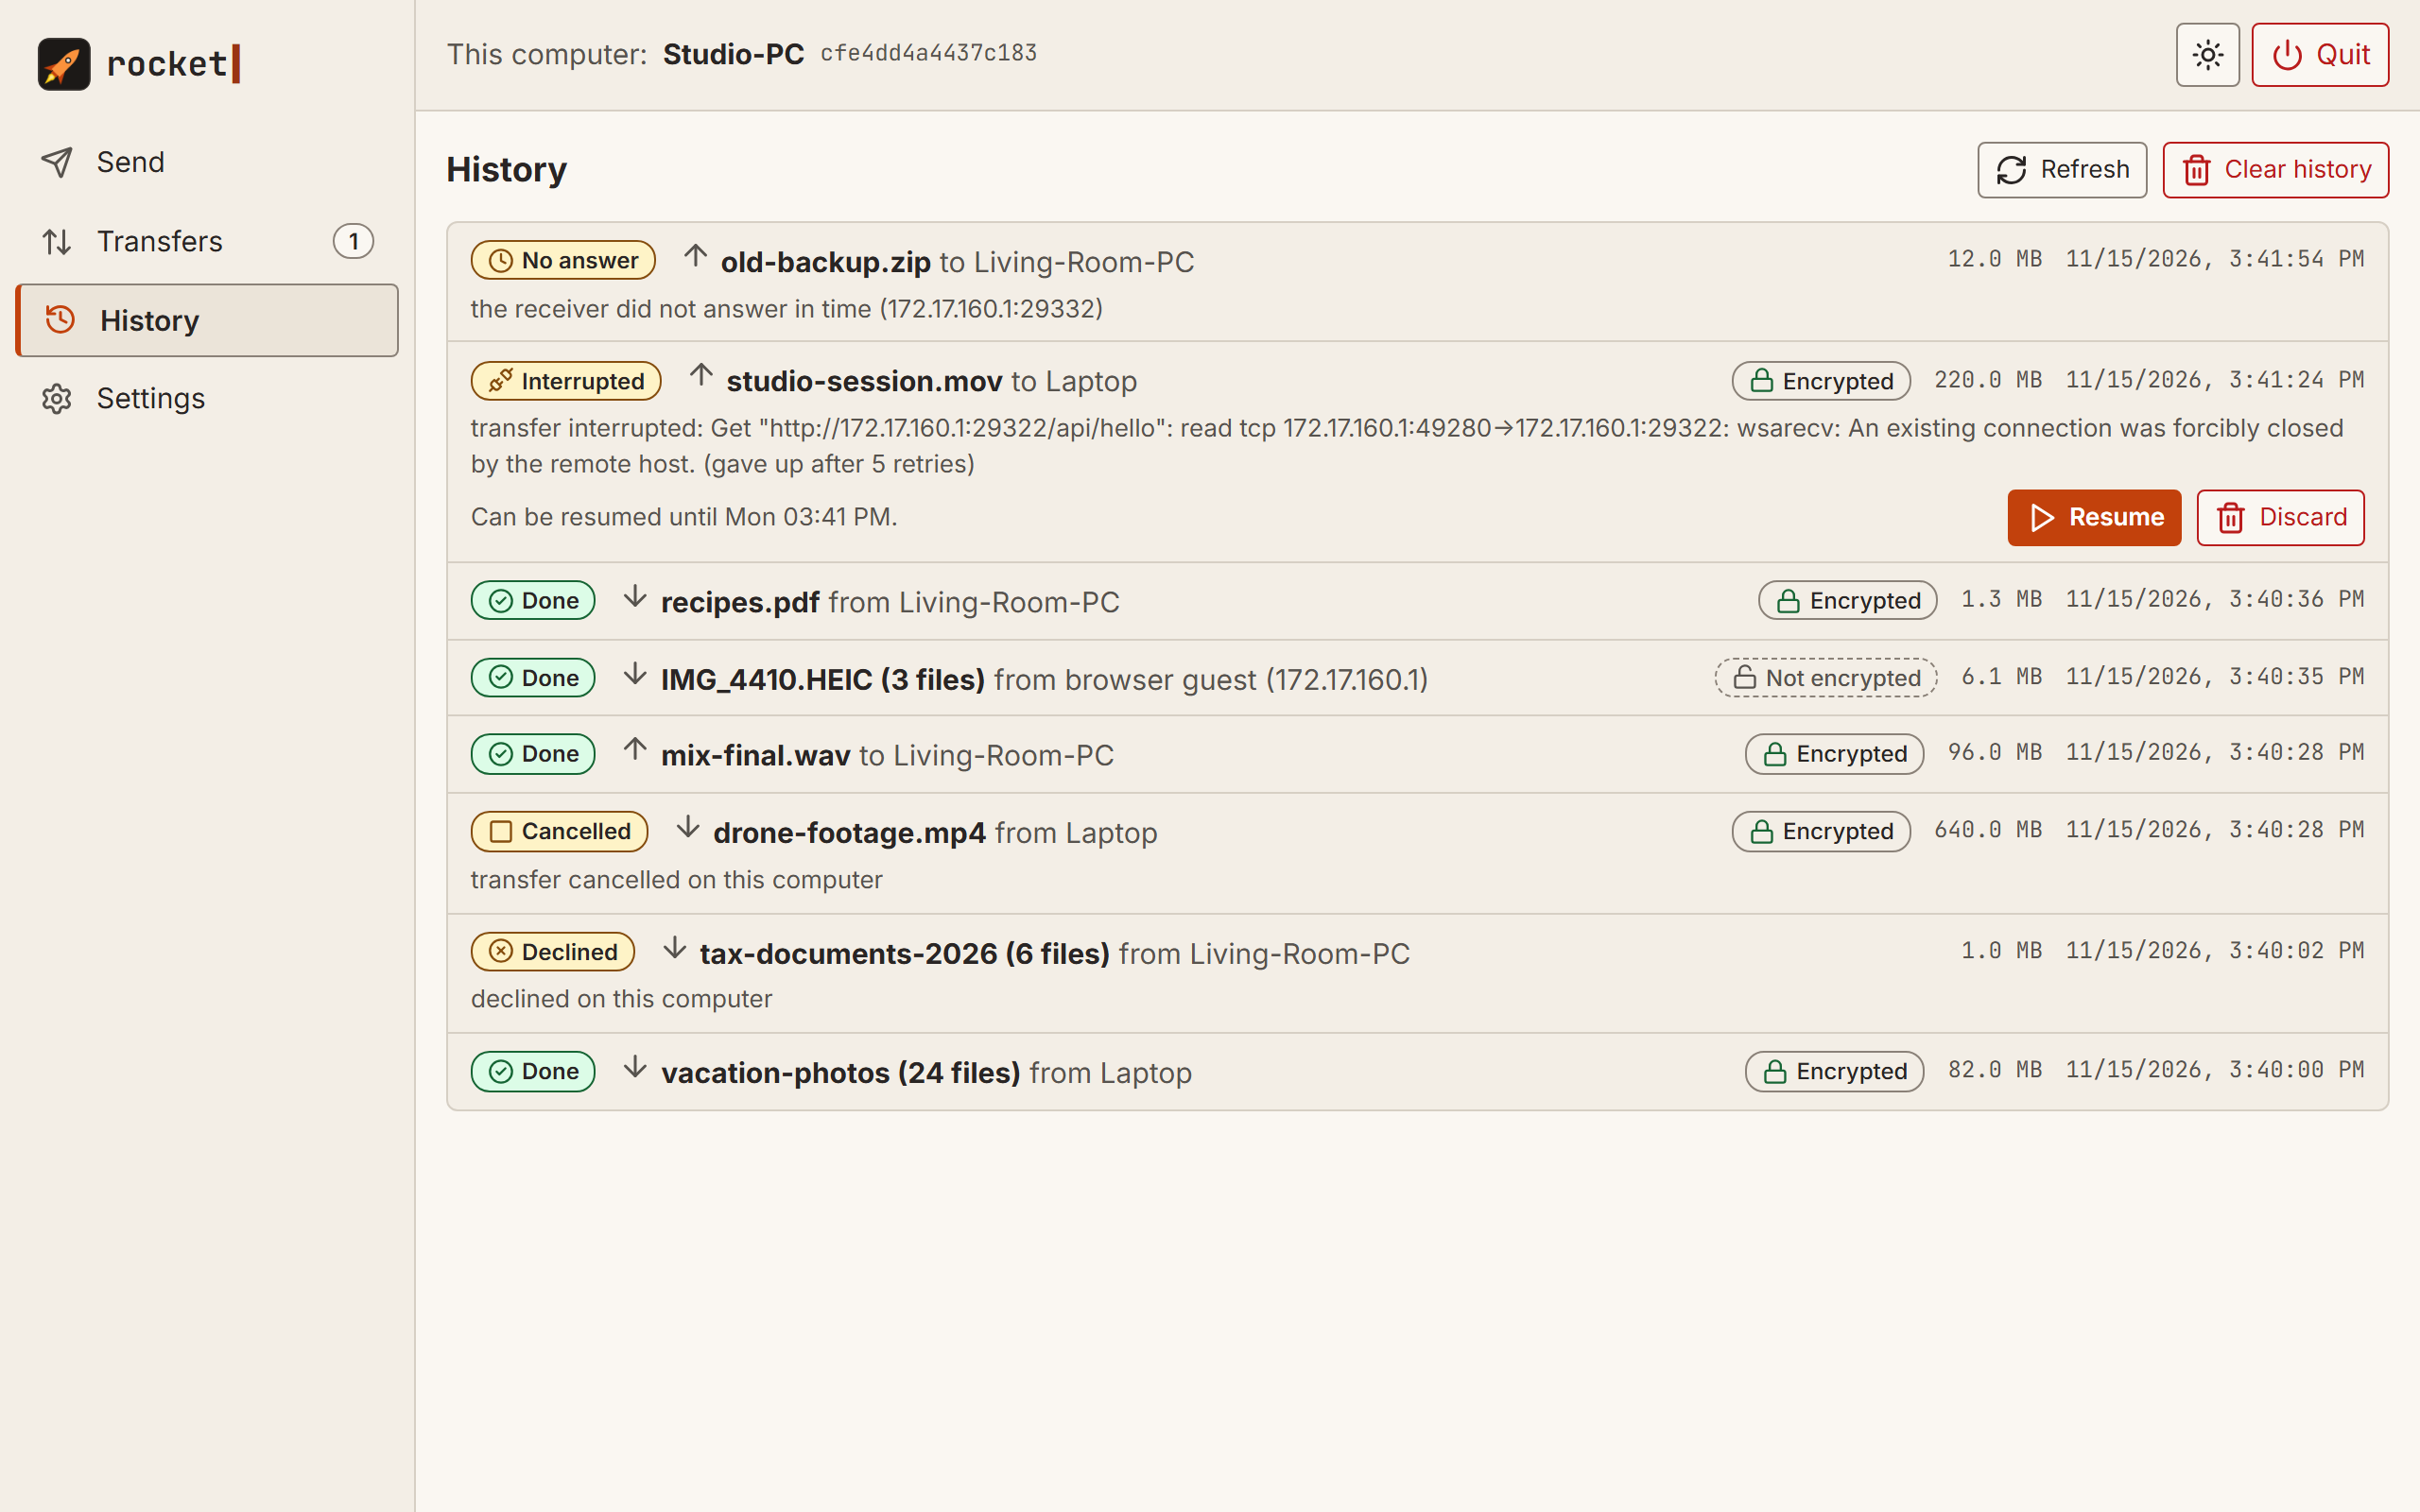 rocket
This computer: Studio-PC cfe4dd4a4437c183
Quit
Send
Transfers 1
History
Settings
History
Refresh
Clear history
No answer old-backup.zip to Living-Room-PC 12.0 MB 11/15/2026, 3:41:54 PM
the receiver did not answer in time (172.17.160.1:29332)
Interrupted studio-session.mov to Laptop Encrypted 220.0 MB 11/15/2026, 3:41:24 PM
transfer interrupted: Get "http://172.17.160.1:29322/api/hello": read tcp 172.17.160.1:49280→172.17.160.1:29322: wsarecv: An existing connection was forcibly closed
by the remote host. (gave up after 5 retries)
Can be resumed until Mon 03:41 PM. Resume Discard
Done recipes.pdf from Living-Room-PC Encrypted 1.3 MB 11/15/2026, 3:40:36 PM
Done IMG_4410.HEIC (3 files) from browser guest (172.17.160.1) Not encrypted 6.1 MB 11/15/2026, 3:40:35 PM
Done mix-final.wav to Living-Room-PC Encrypted 96.0 MB 11/15/2026, 3:40:28 PM
Cancelled drone-footage.mp4 from Laptop Encrypted 640.0 MB 11/15/2026, 3:40:28 PM
transfer cancelled on this computer
Declined tax-documents-2026 (6 files) from Living-Room-PC 1.0 MB 11/15/2026, 3:40:02 PM
declined on this computer
Done vacation-photos (24 files) from Laptop Encrypted 82.0 MB 11/15/2026, 3:40:00 PM